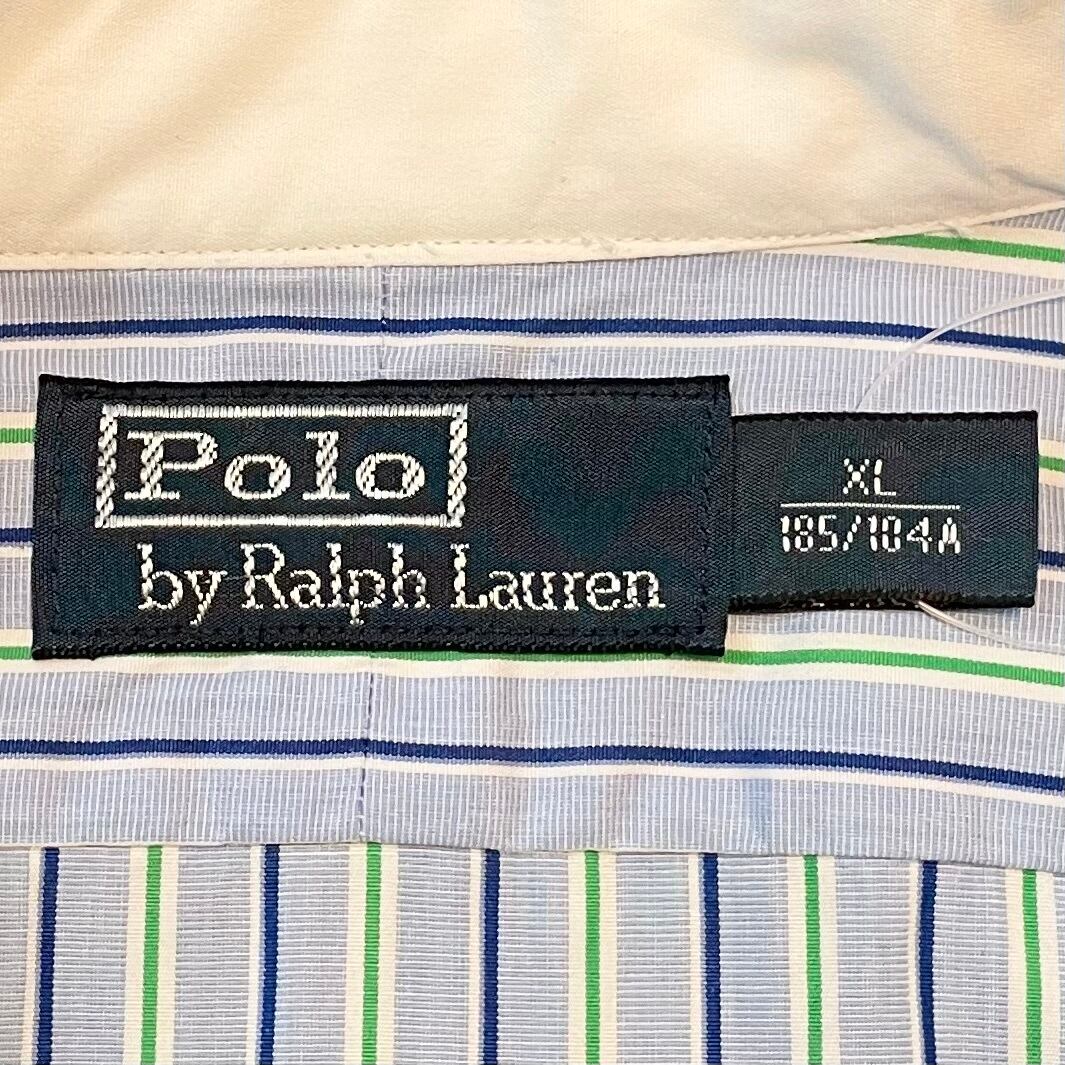 Polo
by Ralph Lauren
XL
185/104A